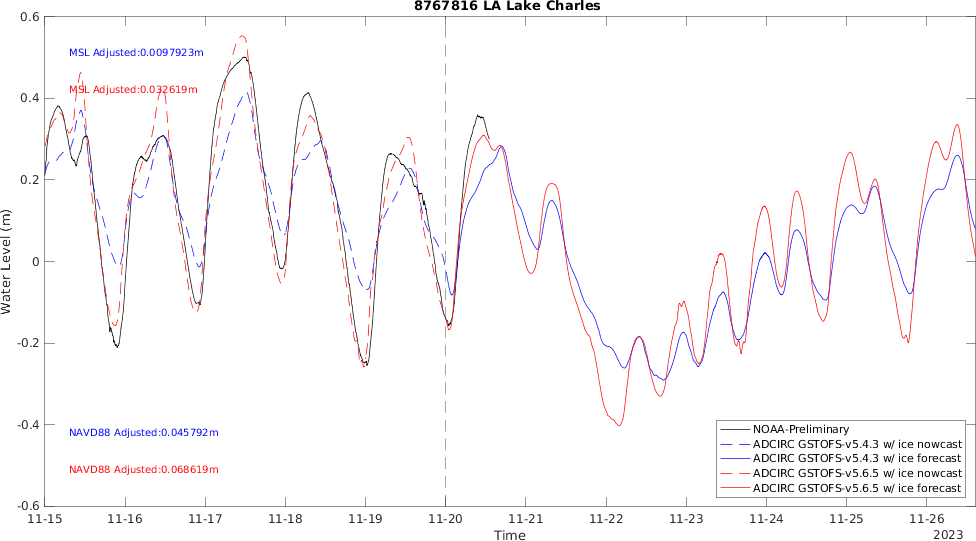 8767816 LA Lake Charles
0.6
0.4
0.2
0
-0.2
-0.4
-0.6
Water Level (m)
MSL Adjusted:0.0097923m
MSL Adjusted:0.032619m
NAVD88 Adjusted:0.045792m
NAVD88 Adjusted:0.068619m
NOAA-Preliminary
ADCIRC GSTOFS-v5.4.3 w/ ice nowcast
ADCIRC GSTOFS-v5.4.3 w/ ice forecast
ADCIRC GSTOFS-v5.6.5 w/ ice nowcast
ADCIRC GSTOFS-v5.6.5 w/ ice forecast
11-15 11-16 11-17 11-18 11-19 11-20 11-21 11-22 11-23 11-24 11-25 11-26
Time
2023